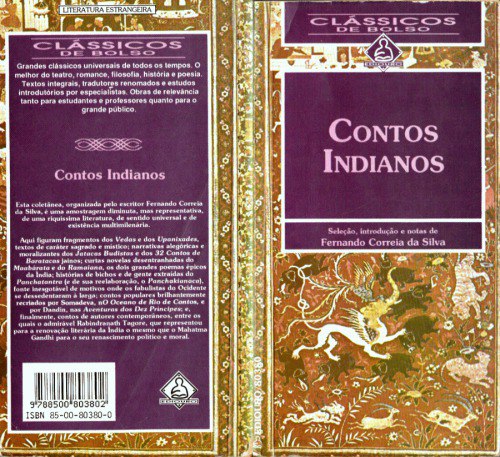 LITERATURA ESTRANGEIRA
CLÁSSICOS
DE BOLSO
Grandes clássicos universais de todos os tempos. O
melhor do teatro, romance, filosofia, história e poesia.
Textos integrais, tradutores renomados e estudos
introdutórios por especialistas. Obras de relevância
tanto para estudantes e professores quanto para o
grande público.
Contos Indianos
Esta coletânea, organizada pelo escritor Fernando Correia
da Silva, é uma amostragem diminuta, mas representativa,
de uma riquíssima literatura, de sentido universal e de
existência multimilenária.
Aqui figuram fragmentos dos Vedas e dos Upanixades,
textos de caráter sagrado e místico; narrativas alegóricas e
moralizantes dos Jatacas Budistas e dos 32 Contos de
Baratacas jainos; curtas novelas desentranhadas do
Maabárata e do Ramaiana, os dois grandes poemas épicos
da Índia; histórias de bichos e de gente extraídas do
Panchatantra (e de sua reelaboração, o Panchakianaco),
fonte inesgotável de motivos onde os fabulistas do Ocidente
se dessedentaram à larga; contos populares brilhantemente
recriados por Somadeva, nO Oceano de Rio de Contos, e
por Dandin, nas Aventuras dos Dez Príncipes; e,
finalmente, contos de autores contemporâneos, entre os
quais o admirável Rabindranath Tagore, que representou
para a renovação literária da Índia o mesmo que o Mahatma
Gandhi para o seu renascimento político e moral.
9 788500 803802
ISBN 85-00-80380-0
EDIOURO
CLÁSSICOS
DE BOLSO
EDIOURO
CONTOS
INDIANOS
Seleção, introdução e notas de
Fernando Correia da Silva